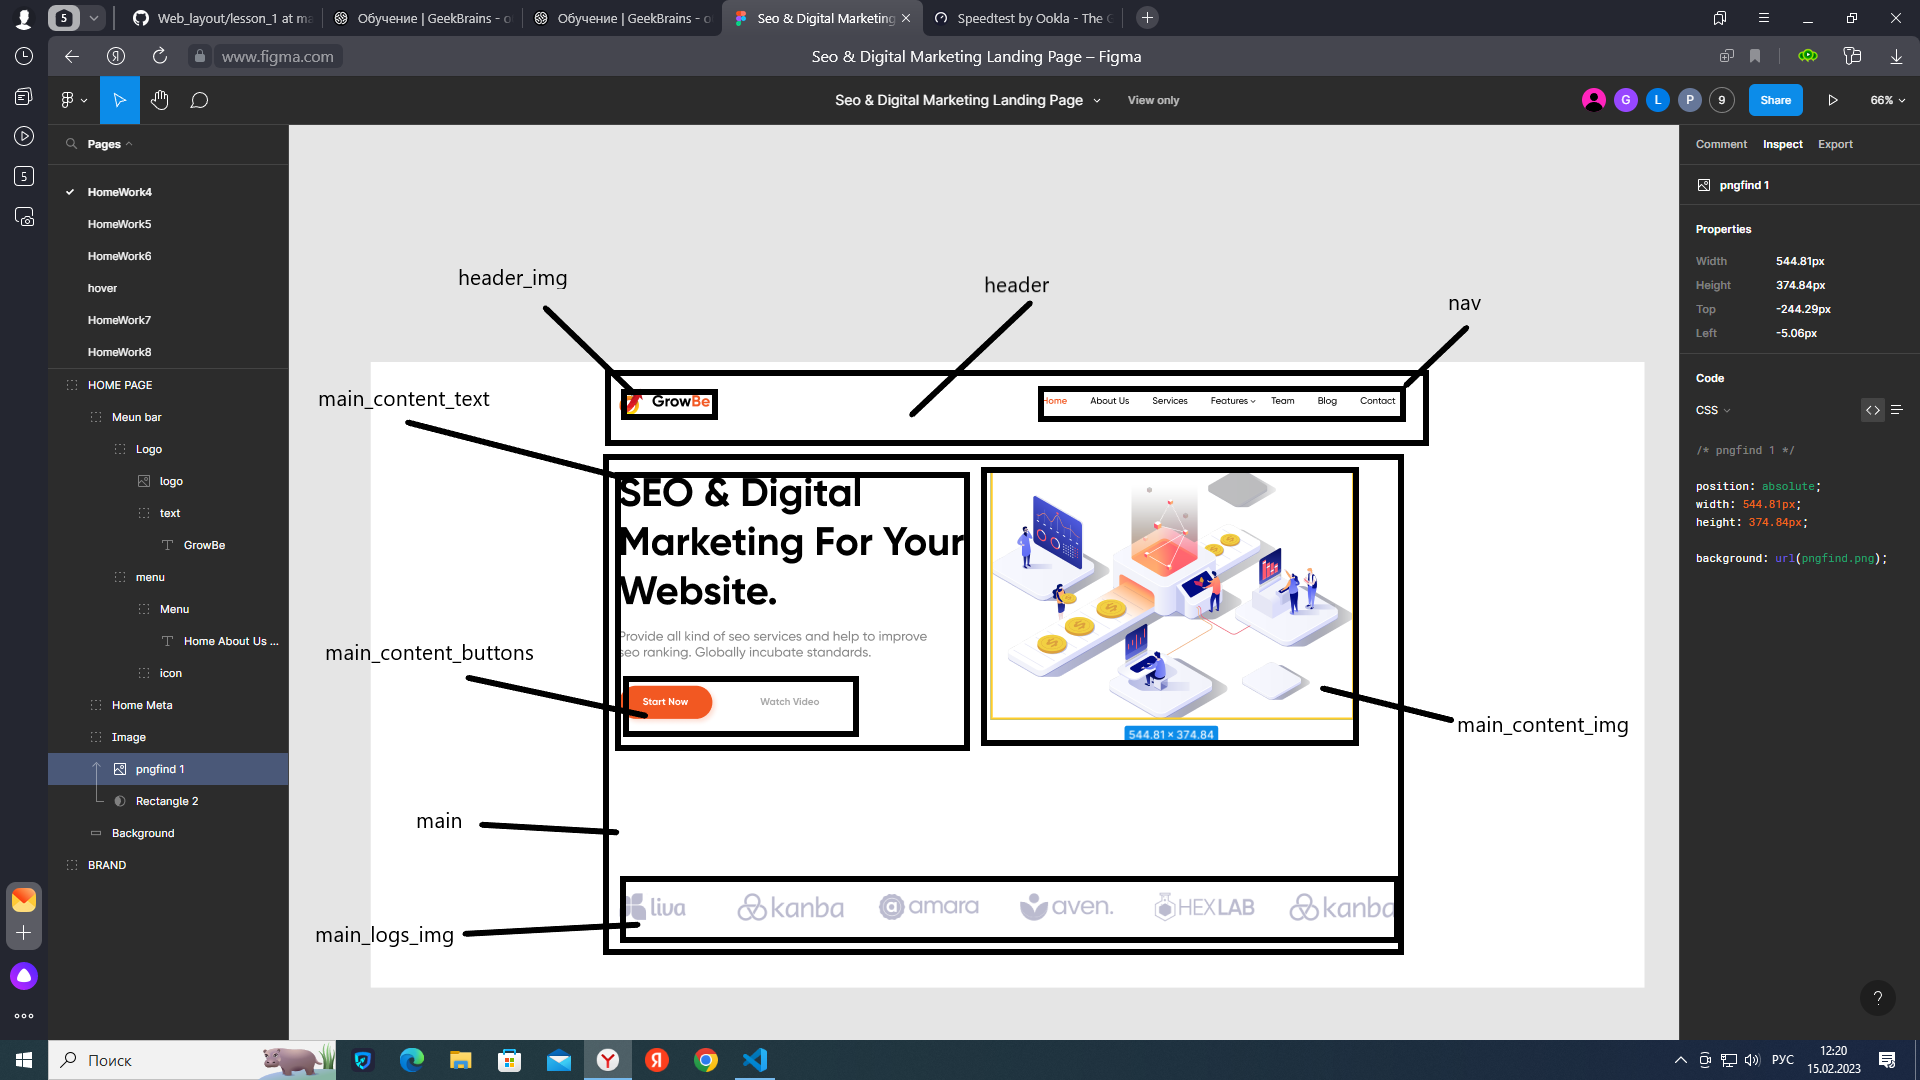 5
Web_layout/lesson_1 at ma
Обучение | GeekBrains - о
Обучение | GeekBrains - о
Seo & Digital Marketing
Speedtest by Ookla - The G
www.figma.com
Seo & Digital Marketing Landing Page – Figma
Seo & Digital Marketing Landing Page
View only
G
L
P
9
Share
66%
5
Pages
HomeWork4
HomeWork5
HomeWork6
hover
HomeWork7
HomeWork8
HOME PAGE
Meun bar
Logo
logo
text
GrowBe
menu
Menu
Home About Us ...
icon
Home Meta
Image
pngfind 1
Rectangle 2
Background
BRAND
header_img
header
nav
main_content_text
GrowBe
Home About Us Services Features Team Blog Contact
SEO & Digital
Marketing For Your
Website.
Provide all kind of seo services and help to improve
seo ranking. Globally incubate standards.
main_content_buttons
Start Now
Watch Video
544.81 × 374.84
main_content_img
main
liva
kanba
amara
aven.
HEXLAB
kanba
main_logs_img
Comment Inspect Export
pngfind 1
Properties
Width 544.81px
Height 374.84px
Top -244.29px
Left -5.06px
Code
CSS
/* pngfind 1 */
position: absolute;
width: 544.81px;
height: 374.84px;
background: url(pngfind.png);
?
Поиск
РУС
12:20
15.02.2023